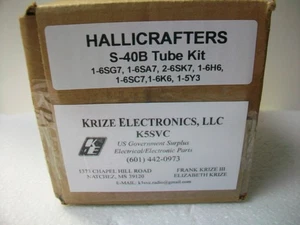 HALLICRAFTERS
S-40B Tube Kit
1-6SG7, 1-6SA7, 2-6SK7, 1-6H6,
1-6SC7,1-6K6, 1-5Y3
KRIZE ELECTRONICS, LLC
K5SVC
US Government Surplus
Electrical/Electronic Parts
(601) 442-0973
CHAPEL HILL ROAD
FRANK KRIZE III
NATCHEZ, MS 39120
ELIZABETH KRIZE
E-MAIL: